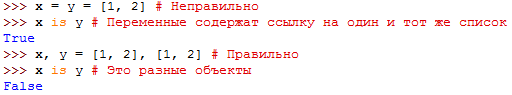 >>> x = y = [1, 2] # Неправильно
>>> x is y # Переменные содержат ссылку на один и тот же список
True
>>> x, y = [1, 2], [1, 2] # Правильно
>>> x is y # Это разные объекты
False